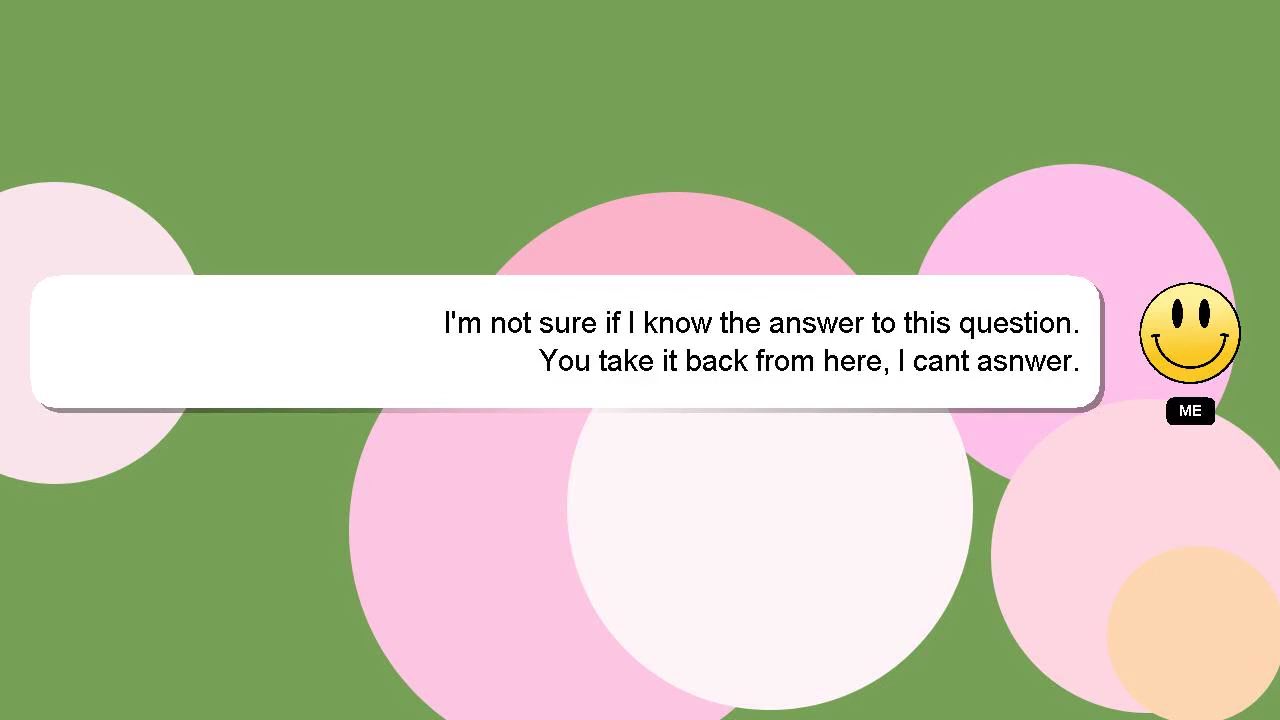 I'm not sure if I know the answer to this question.
You take it back from here, I cant asnwer.
ME